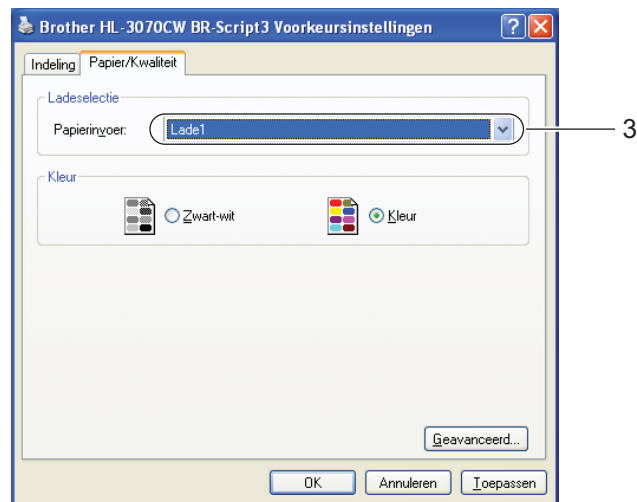 Brother HL-3070CW BR-Script3 Voorkeursinstellingen
Indeling Papier/Kwaliteit
Ladeselectie
Papierinvoer: Lade1 3
Kleur
Zwart-wit Kleur
Geavanceerd...
OK Annuleren Toepassen